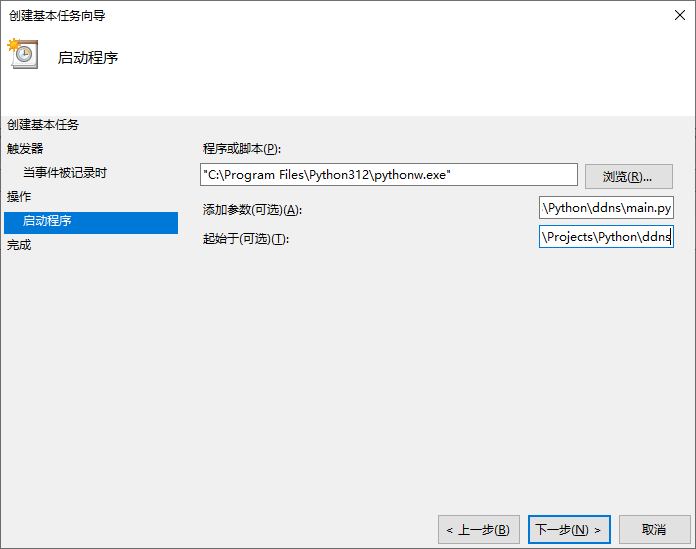 创建基本任务向导
启动程序
创建基本任务
触发器
当事件被记录时
操作
启动程序
完成
程序或脚本(P):
"C:\Program Files\Python312\pythonw.exe"
浏览(R)...
添加参数(可选)(A):
\Python\ddns\main.py
起始于(可选)(T):
\Projects\Python\ddns
< 上一步(B)
下一步(N) >
取消